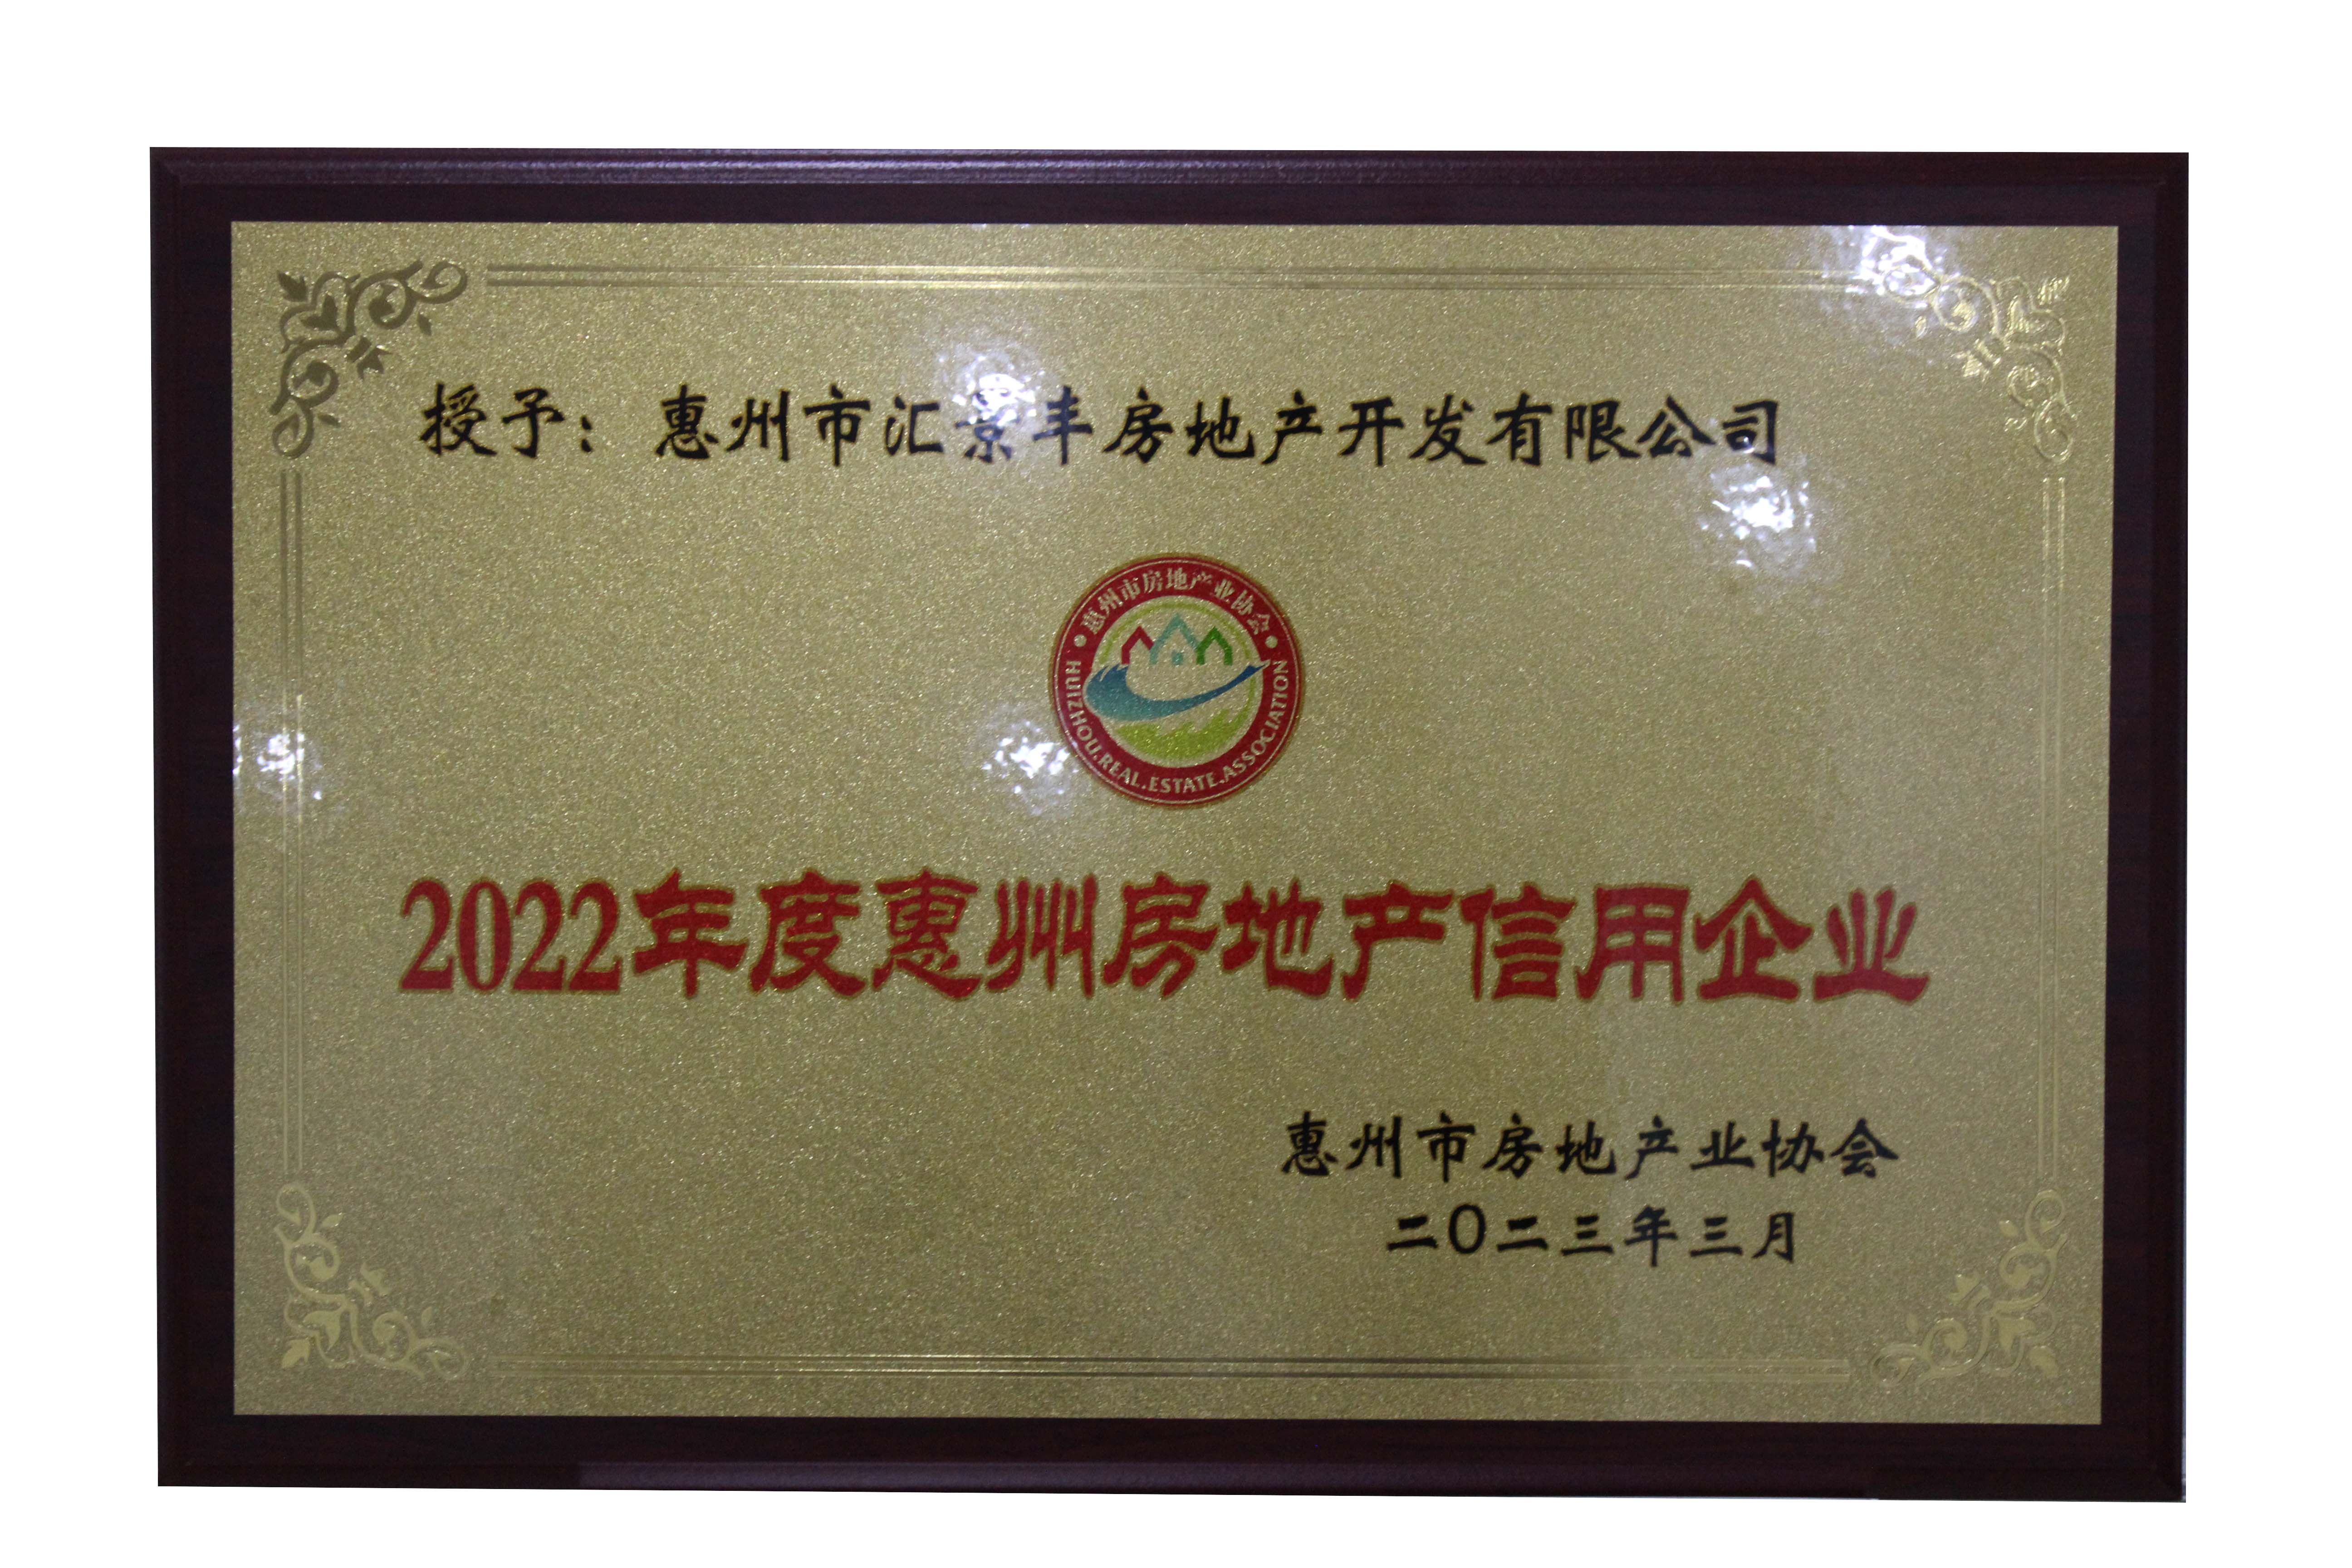 授予：惠州市汇景丰房地产开发有限公司
惠州市房地产业协会
HUIZHOU.REAL.ESTATE.ASSOCIATION
2022年度惠州房地产信用企业
惠州市房地产业协会
二〇二三年三月